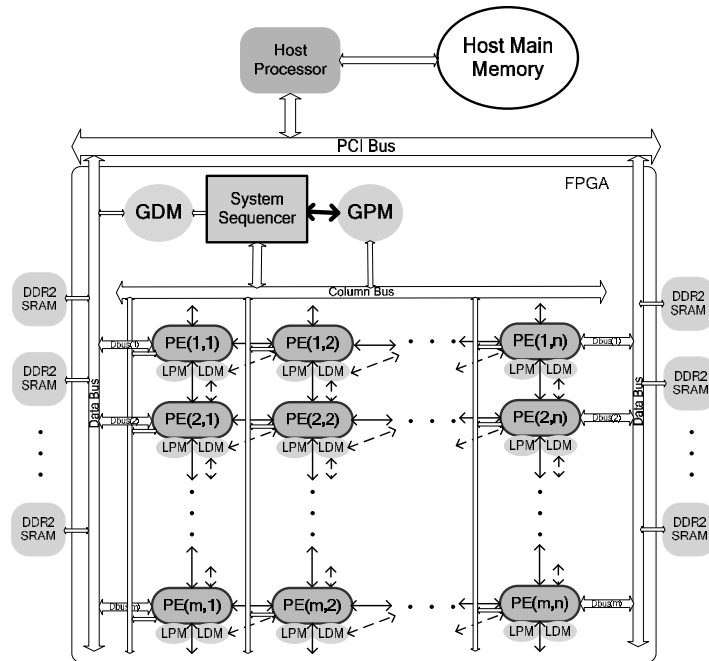 Host
Processor
Host Main
Memory
PCI Bus
FPGA
GDM
System
Sequencer
GPM
Column Bus
DDR2
SRAM
DDR2
SRAM
Dbus(1)
PE(1,1)
PE(1,2)
. . .
PE(1,n)
Dbus(1)
LPM
LDM
LPM
LDM
LPM
LDM
DDR2
SRAM
DDR2
SRAM
Data Bus
Data Bus
Dbus(2)
PE(2,1)
PE(2,2)
. . .
PE(2,n)
Dbus(2)
LPM
LDM
LPM
LDM
LPM
LDM
DDR2
SRAM
DDR2
SRAM
Dbus(m)
PE(m,1)
PE(m,2)
. . .
PE(m,n)
Dbus(m)
LPM
LDM
LPM
LDM
LPM
LDM